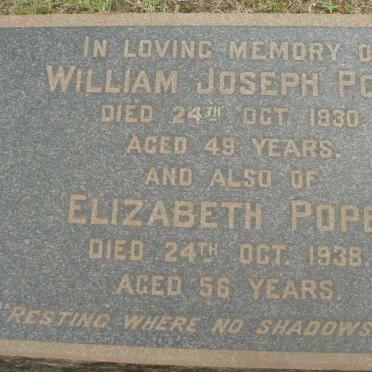 IN LOVING MEMORY O
WILLIAM JOSEPH PO
DIED 24TH OCT. 1930.
AGED 49 YEARS.
AND ALSO OF
ELIZABETH POPE
DIED 24TH OCT. 1938.
AGED 56 YEARS.
"RESTING WHERE NO SHADOWS